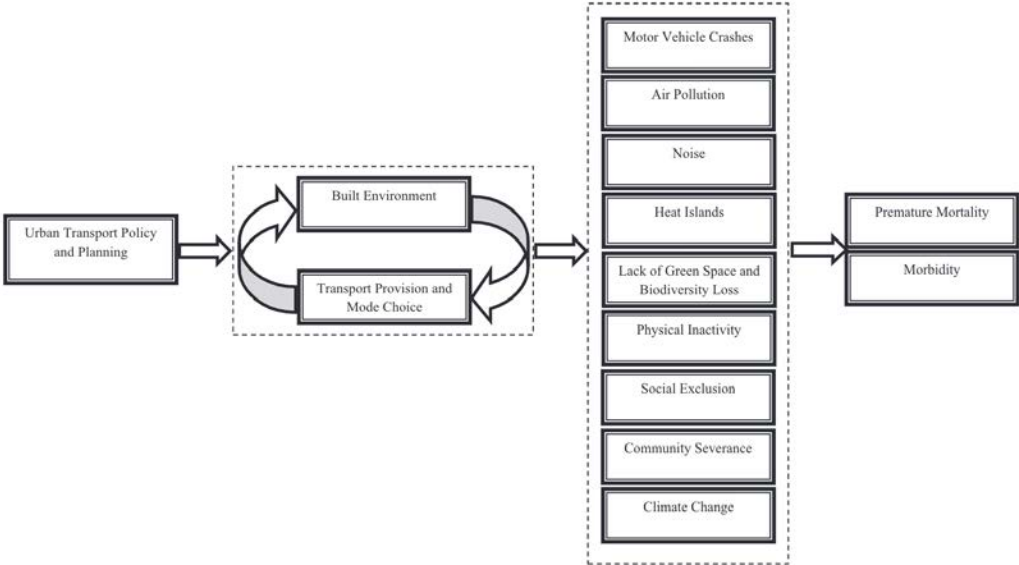 Urban Transport Policy
and Planning
Built Environment
Transport Provision and
Mode Choice
Motor Vehicle Crashes
Air Pollution
Noise
Heat Islands
Lack of Green Space and
Biodiversity Loss
Physical Inactivity
Social Exclusion
Community Severance
Climate Change
Premature Mortality
Morbidity